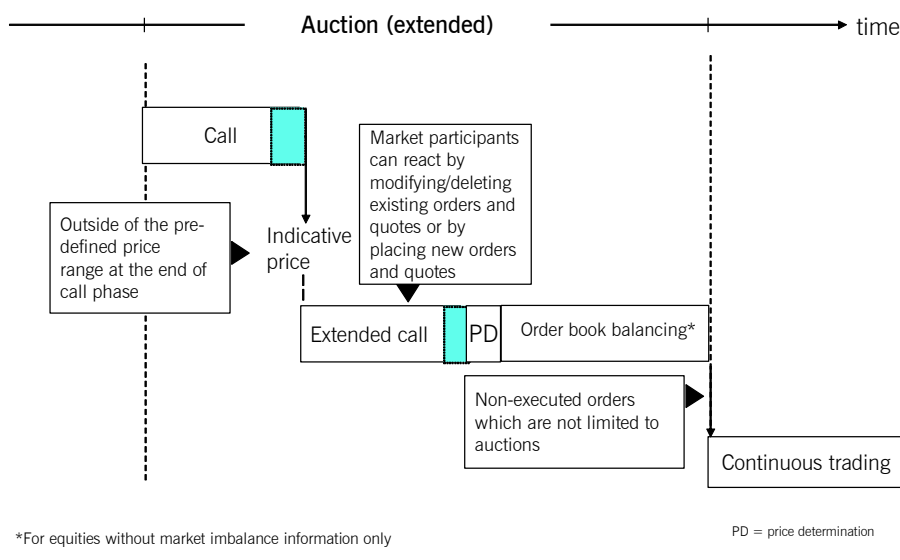 Auction (extended)
time
Call
Market participants
can react by
modifying/deleting
existing orders and
quotes or by
placing new orders
and quotes
Outside of the pre-
defined price
range at the end of
call phase
Indicative
price
Extended call
PD
Order book balancing*
Non-executed orders
which are not limited to
auctions
Continuous trading
*For equities without market imbalance information only
PD = price determination